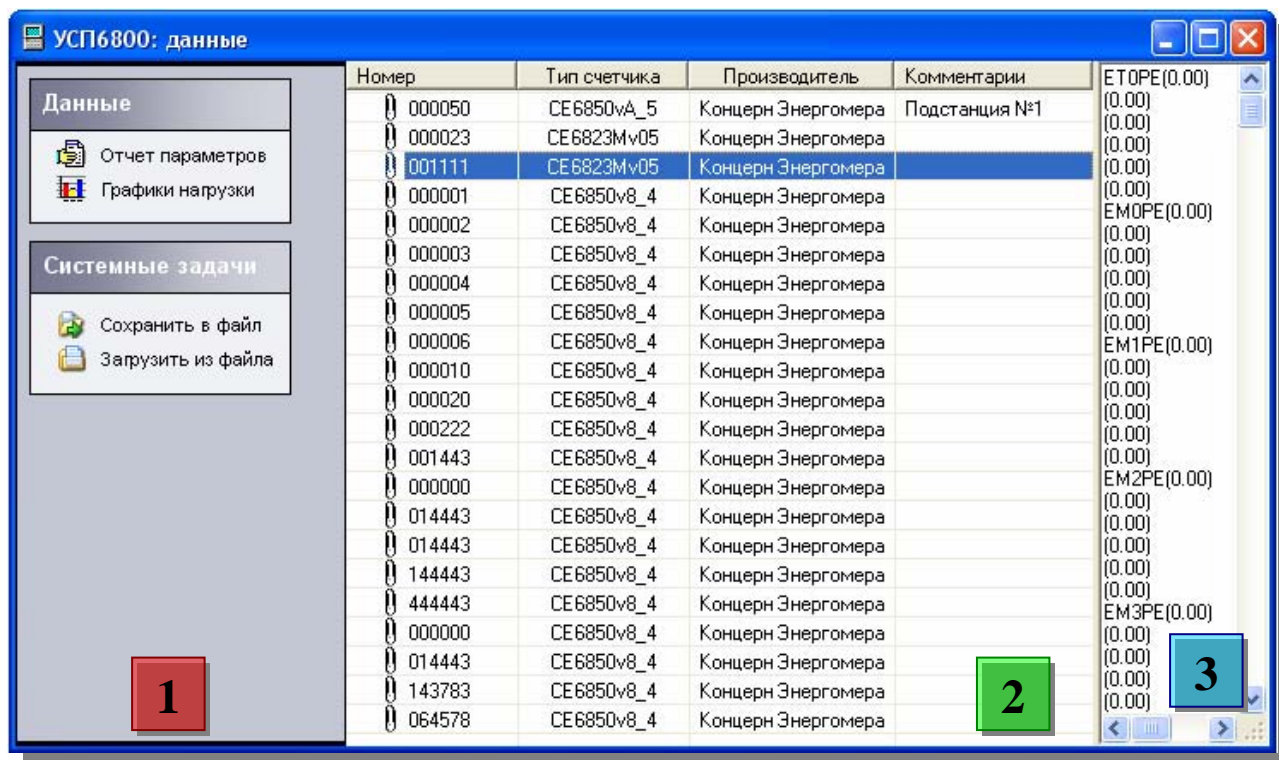 УСП6800: данные
Данные
Отчет параметров
Графики нагрузки
Системные задачи
Сохранить в файл
Загрузить из файла
1
Номер Тип счетчика Производитель Комментарии
000050 CE6850vA_5 Концерн Энергомера Подстанция №1
000023 CE6823Mv05 Концерн Энергомера
001111 CE6823Mv05 Концерн Энергомера
000001 CE6850v8_4 Концерн Энергомера
000002 CE6850v8_4 Концерн Энергомера
000003 CE6850v8_4 Концерн Энергомера
000004 CE6850v8_4 Концерн Энергомера
000005 CE6850v8_4 Концерн Энергомера
000006 CE6850v8_4 Концерн Энергомера
000010 CE6850v8_4 Концерн Энергомера
000020 CE6850v8_4 Концерн Энергомера
000222 CE6850v8_4 Концерн Энергомера
001443 CE6850v8_4 Концерн Энергомера
000000 CE6850v8_4 Концерн Энергомера
014443 CE6850v8_4 Концерн Энергомера
014443 CE6850v8_4 Концерн Энергомера
144443 CE6850v8_4 Концерн Энергомера
444443 CE6850v8_4 Концерн Энергомера
000000 CE6850v8_4 Концерн Энергомера
014443 CE6850v8_4 Концерн Энергомера
143783 CE6850v8_4 Концерн Энергомера
064578 CE6850v8_4 Концерн Энергомера
2
ET0PE(0.00)
(0.00)
(0.00)
(0.00)
(0.00)
(0.00)
EM0PE(0.00)
(0.00)
(0.00)
(0.00)
(0.00)
(0.00)
EM1PE(0.00)
(0.00)
(0.00)
(0.00)
(0.00)
(0.00)
EM2PE(0.00)
(0.00)
(0.00)
(0.00)
(0.00)
(0.00)
EM3PE(0.00)
(0.00)
(0.00)
(0.00)
(0.00)
3